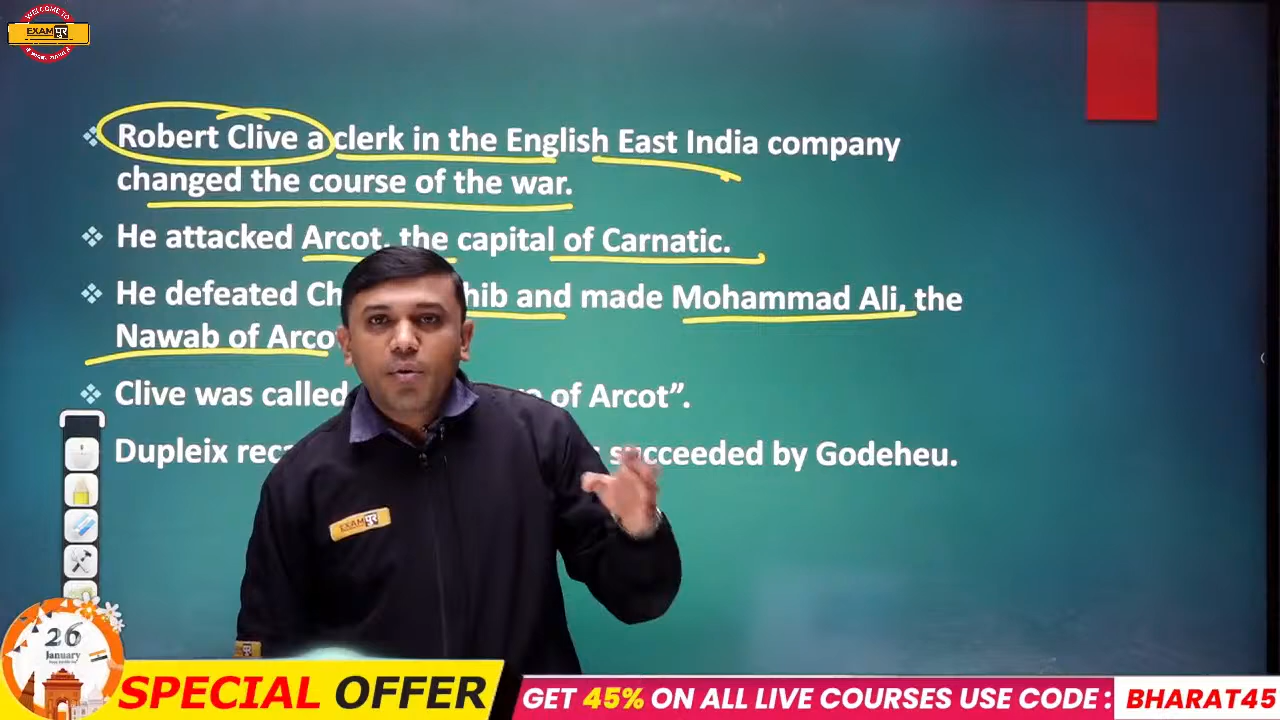 WELCOME TO
EXAM पुर
Robert Clive a clerk in the English East India company
changed the course of the war.
He attacked Arcot, the capital of Carnatic.
He defeated Ch hib and made Mohammad Ali, the
Nawab of Arco
Clive was called of Arcot”.
Dupleix reca succeeded by Godeheu.
EXAM पुर
पुर
26
January
SPECIAL OFFER
GET 45% ON ALL LIVE COURSES USE CODE : BHARAT45